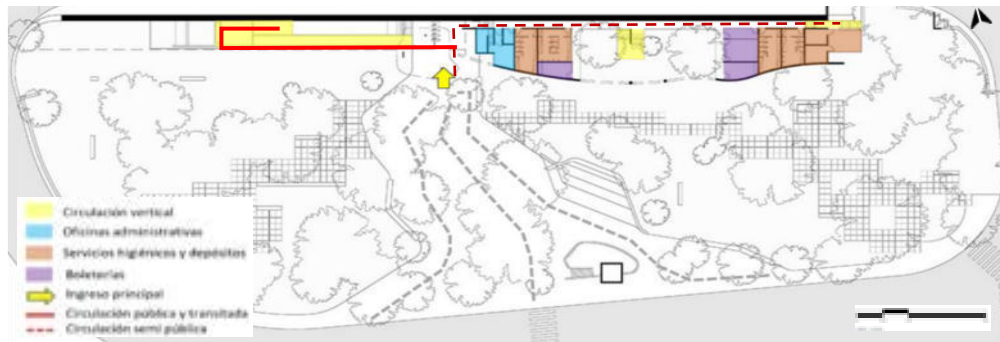 Circulación vertical
Oficinas administrativas
Servicios higiénicos y depósitos
Boleterías
Ingreso principal
Circulación pública y transitada
Circulación semi pública